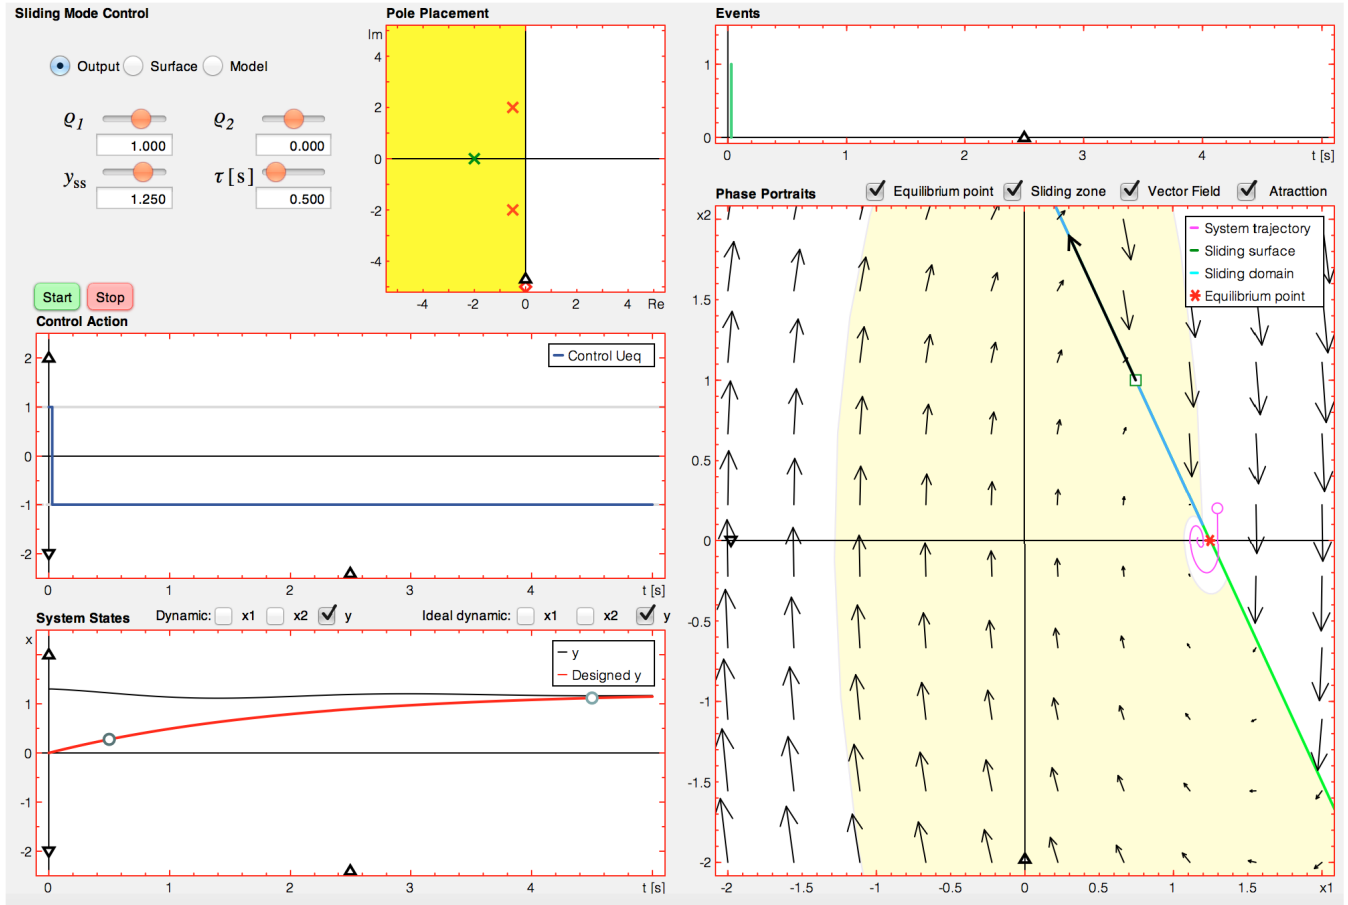 Sliding Mode Control
Output Surface Model
ϱ1 ϱ2
1.000 0.000
yss τ [s]
1.250 0.500
Start Stop
Pole Placement
Im
4
2
0
-2
-4
-4 -2 0 2 4 Re
Events
1
0
0 1 2 3 4 t [s]
Control Action
2
1
0
-1
-2
Control Ueq
0 1 2 3 4 t [s]
System States Dynamic: x1 x2 y Ideal dynamic: x1 x2 y
x
1
0
-1
-2
y
Designed y
0 1 2 3 4 t [s]
Phase Portraits Equilibrium point Sliding zone Vector Field Atracttion
x2
1.5
1
0.5
0
-0.5
-1
-1.5
-2
System trajectory
Sliding surface
Sliding domain
Equilibrium point
-2 -1.5 -1 -0.5 0 0.5 1 1.5 x1